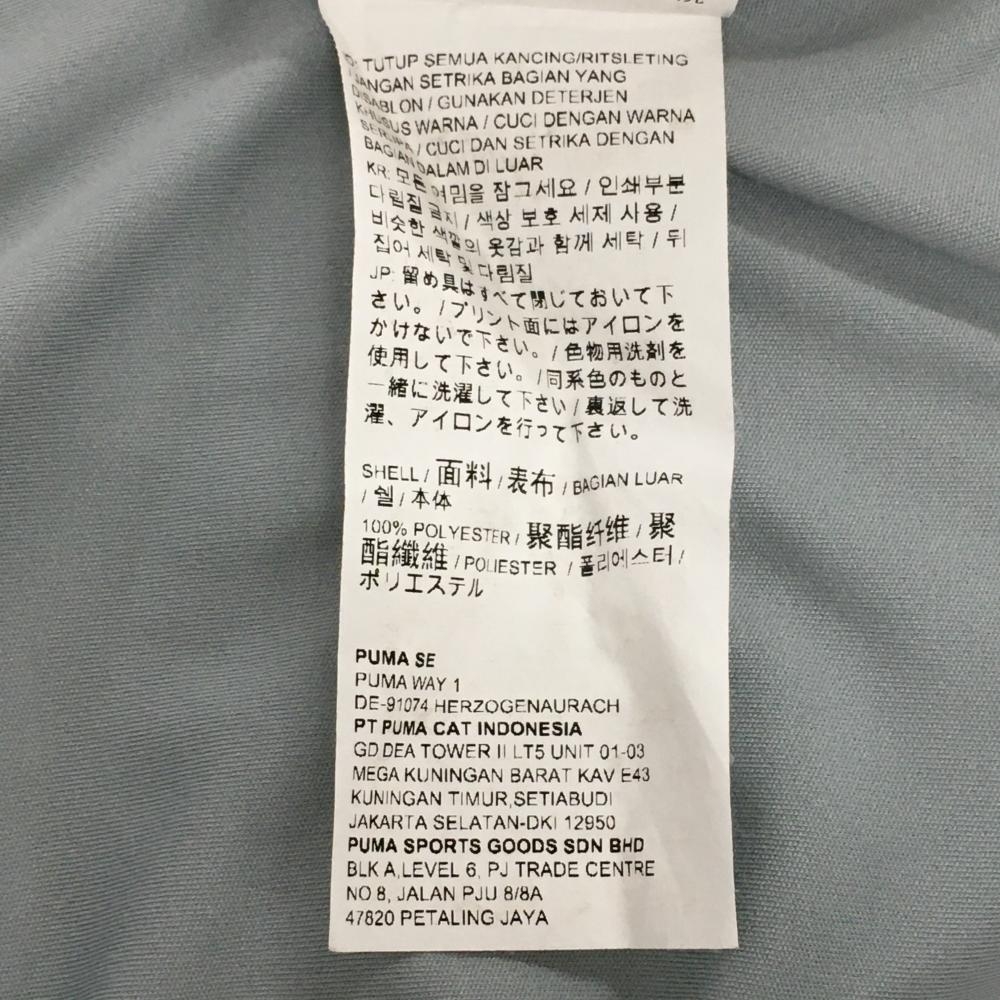 : TUTUP SEMUA KANCING/RITSLETING
/ JANGAN SETRIKA BAGIAN YANG
DISABLON / GUNAKAN DETERJEN
KHUSUS WARNA / CUCI DENGAN WARNA
SERUPA / CUCI DAN SETRIKA DENGAN
BAGIAN DALAM DI LUAR
KR: 모든 여밈을 잠그세요 / 인쇄부분
다림질 금지 / 색상 보호 세제 사용 /
비슷한 색깔의 옷감과 함께 세탁 / 뒤
집어 세탁 및 다림질
JP: 留め具はすべて閉じておいて下
さい。 / プリント面にはアイロンを
かけないで下さい。 / 色物用洗剤を
使用して下さい。 / 同系色のものと
一緒に洗濯して下さい / 裏返して洗
濯、アイロンを行って下さい。
SHELL / 面料 / 表布 / BAGIAN LUAR
/ 쉘 / 本体
100% POLYESTER / 聚酯纤维 / 聚
酯纖維 / POLIESTER / 폴리에스터 /
ポリエステル
PUMA SE
PUMA WAY 1
DE-91074 HERZOGENAURACH
PT PUMA CAT INDONESIA
GD DEA TOWER II LT5 UNIT 01-03
MEGA KUNINGAN BARAT KAV E43
KUNINGAN TIMUR,SETIABUDI
JAKARTA SELATAN-DKI 12950
PUMA SPORTS GOODS SDN BHD
BLK A,LEVEL 6, PJ TRADE CENTRE
NO 8, JALAN PJU 8/8A
47820 PETALING JAYA